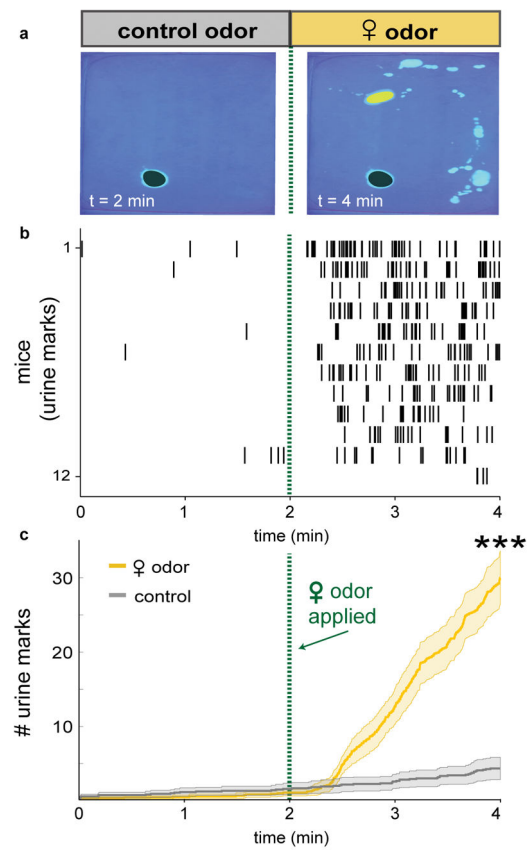 control odor
♀ odor
a
t = 2 min
t = 4 min
b
1
12
mice
(urine marks)
0
1
2
3
4
time (min)
c
***
♀ odor
control
♀ odor
applied
30
20
10
# urine marks
0
1
2
3
4
time (min)